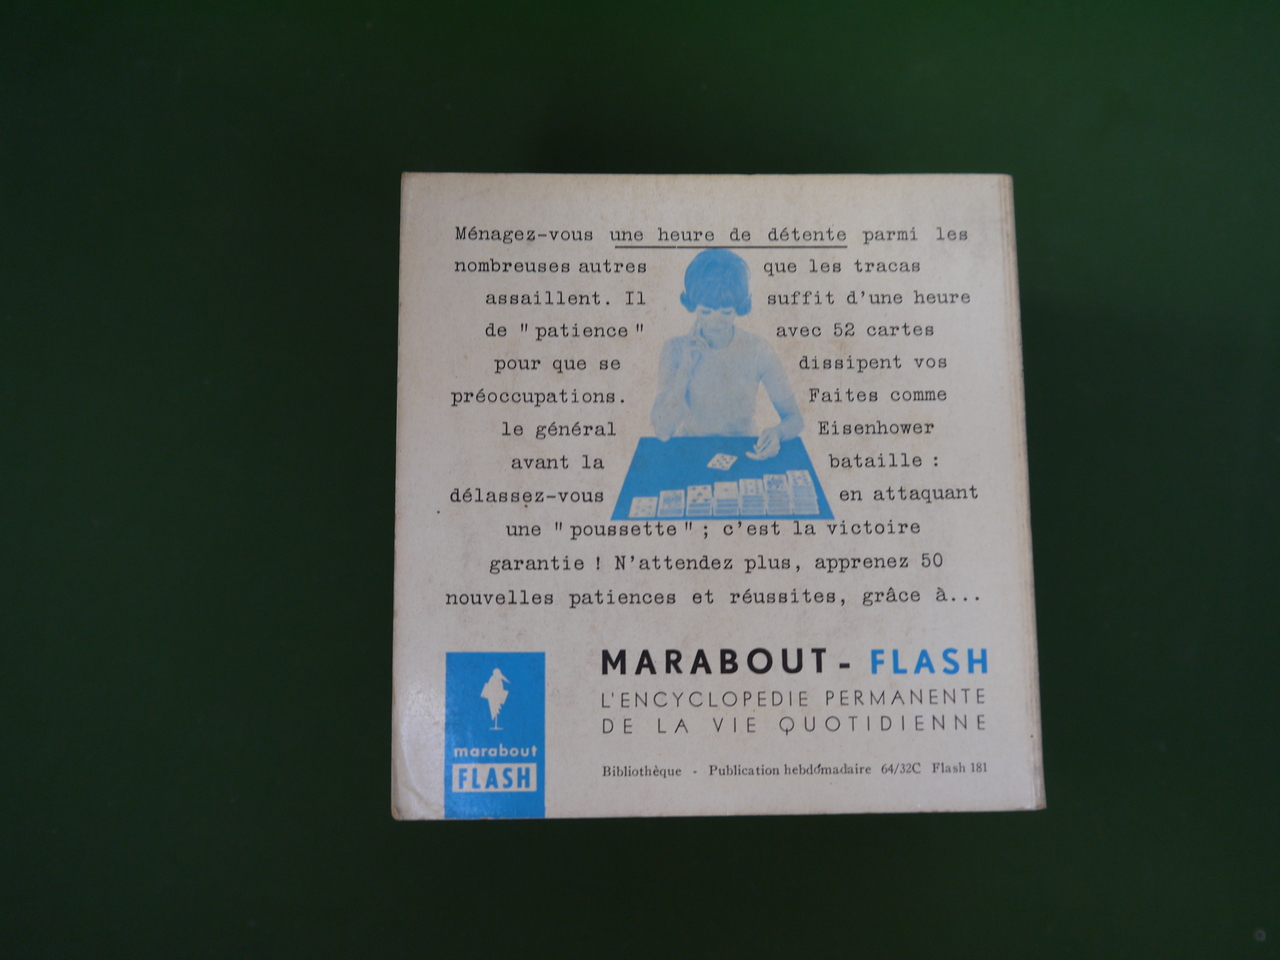 Ménagez-vous une heure de détente parmi les
nombreuses autres que les tracas
assaillent. Il suffit d'une heure
de "patience" avec 52 cartes
pour que se dissipent vos
préoccupations. Faites comme
le général Eisenhower
avant la bataille :
délassez-vous en attaquant
une "poussette" ; c'est la victoire
garantie ! N'attendez plus, apprenez 50
nouvelles patiences et réussites, grâce à...
MARABOUT - FLASH
L'ENCYCLOPEDIE PERMANENTE
DE LA VIE QUOTIDIENNE
marabout
FLASH
Bibliothèque - Publication hebdomadaire 64/32C Flash 181